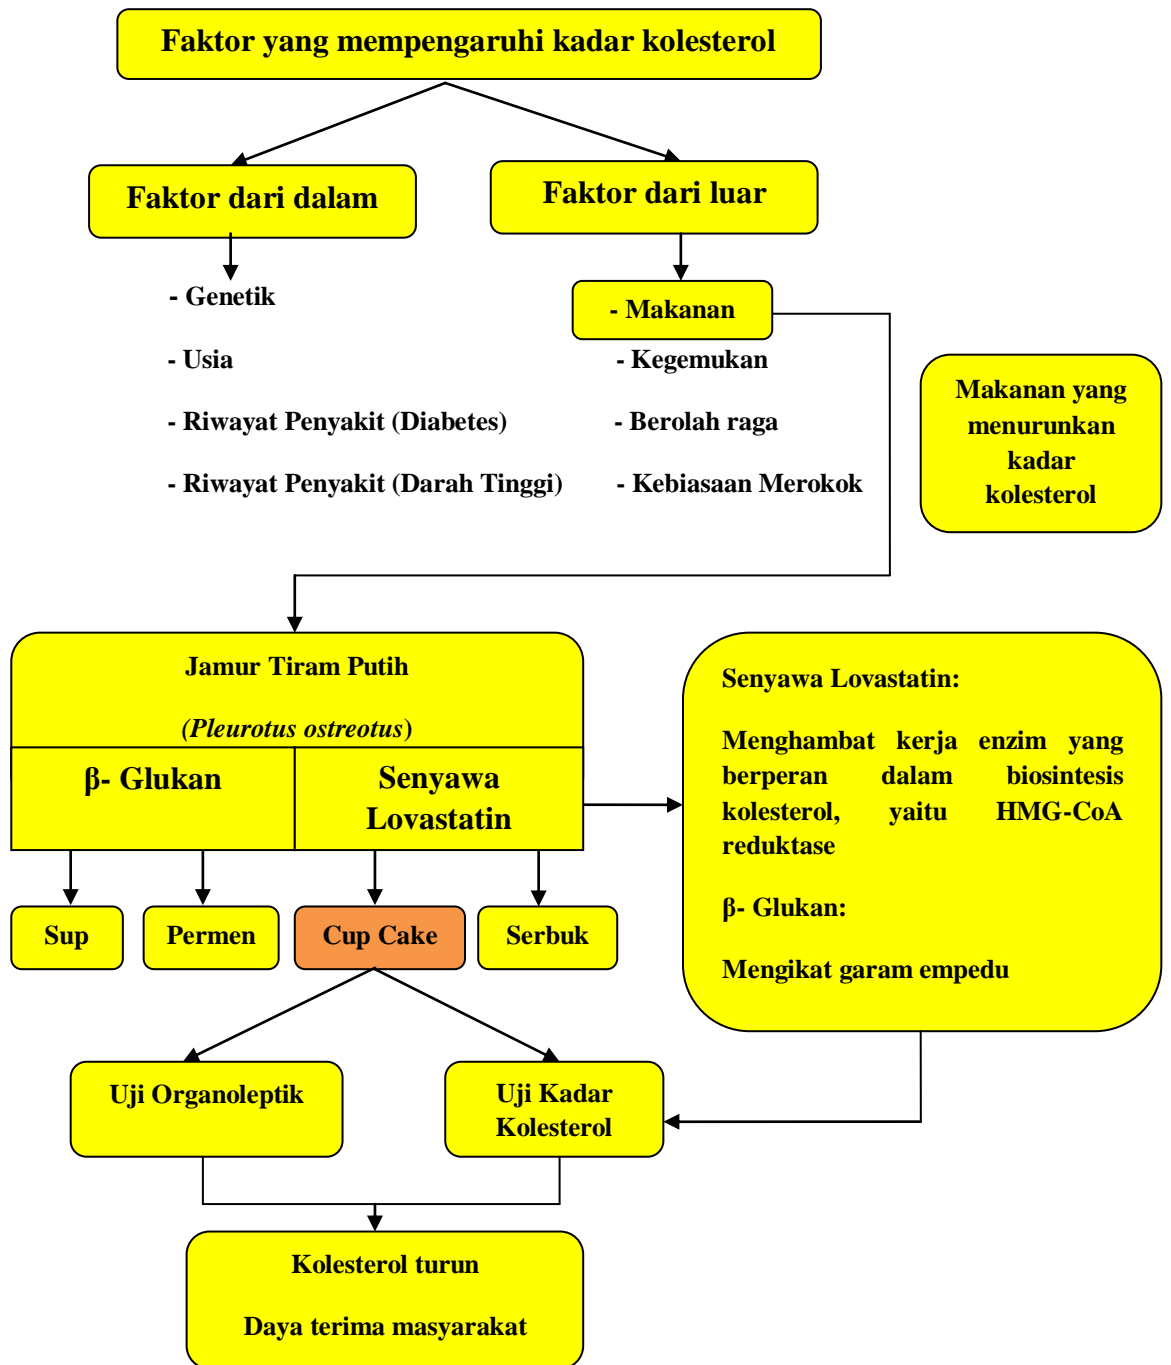 Faktor yang mempengaruhi kadar kolesterol
Faktor dari dalam
Faktor dari luar
- Genetik
- Usia
- Riwayat Penyakit (Diabetes)
- Riwayat Penyakit (Darah Tinggi)
- Makanan
- Kegemukan
- Berolah raga
- Kebiasaan Merokok
Makanan yang
menurunkan
kadar
kolesterol
Jamur Tiram Putih
(Pleurotus ostreotus)
β- Glukan
Senyawa
Lovastatin
Senyawa Lovastatin:
Menghambat kerja enzim yang
berperan dalam biosintesis
kolesterol, yaitu HMG-CoA
reduktase
β- Glukan:
Mengikat garam empedu
Sup
Permen
Cup Cake
Serbuk
Uji Organoleptik
Uji Kadar
Kolesterol
Kolesterol turun
Daya terima masyarakat